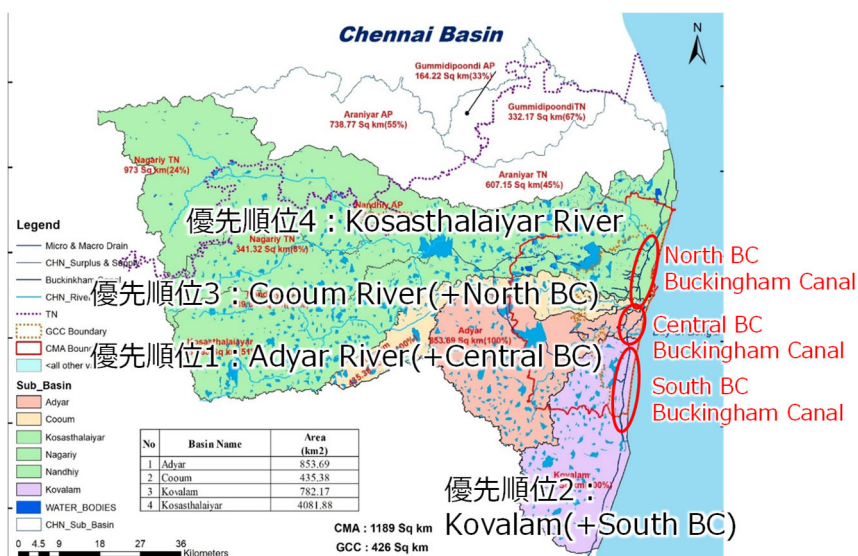 Chennai Basin
N
Gummidipoondi AP
164.22 Sq km(33%)
Araniyar AP
738.77 Sq km(55%)
GummidipoondiTN
332.17 Sq km(67%)
Nagariy TN
973 Sq km(24%)
Araniyar TN
607.15 Sq km(45%)
Nandhiy AP
優先順位4：Kosasthalaiyar River
Nagariy TN
341.32 Sq km(8%)
North BC
Buckingham Canal
優先順位3：Cooum River(+North BC)
Adyar
853.69 Sq km(100%)
Central BC
Buckingham Canal
Kosasthalaiyar
優先順位1：Adyar River(+Central BC)
South BC
Buckingham Canal
Legend
Micro & Macro Drain
CHN_Surplus & Supply
Buckinkham Canal
CHN_River
TN
GCC Boundary
CMA Boun
<all other v
Sub_Basin
Adyar
Cooum
Kosasthalaiyar
Nagariy
Nandhiy
Kovalam
WATER_BODIES
CHN_Sub_Basin
No Basin Name Area (km2)
1 Adyar 853.69
2 Cooum 435.38
3 Kovalam 782.17
4 Kosasthalaiyar 4081.88
Kovalam
優先順位2：
Kovalam(+South BC)
CMA : 1189 Sq km
GCC : 426 Sq km
0 4.5 9 18 27 36
Kilometers